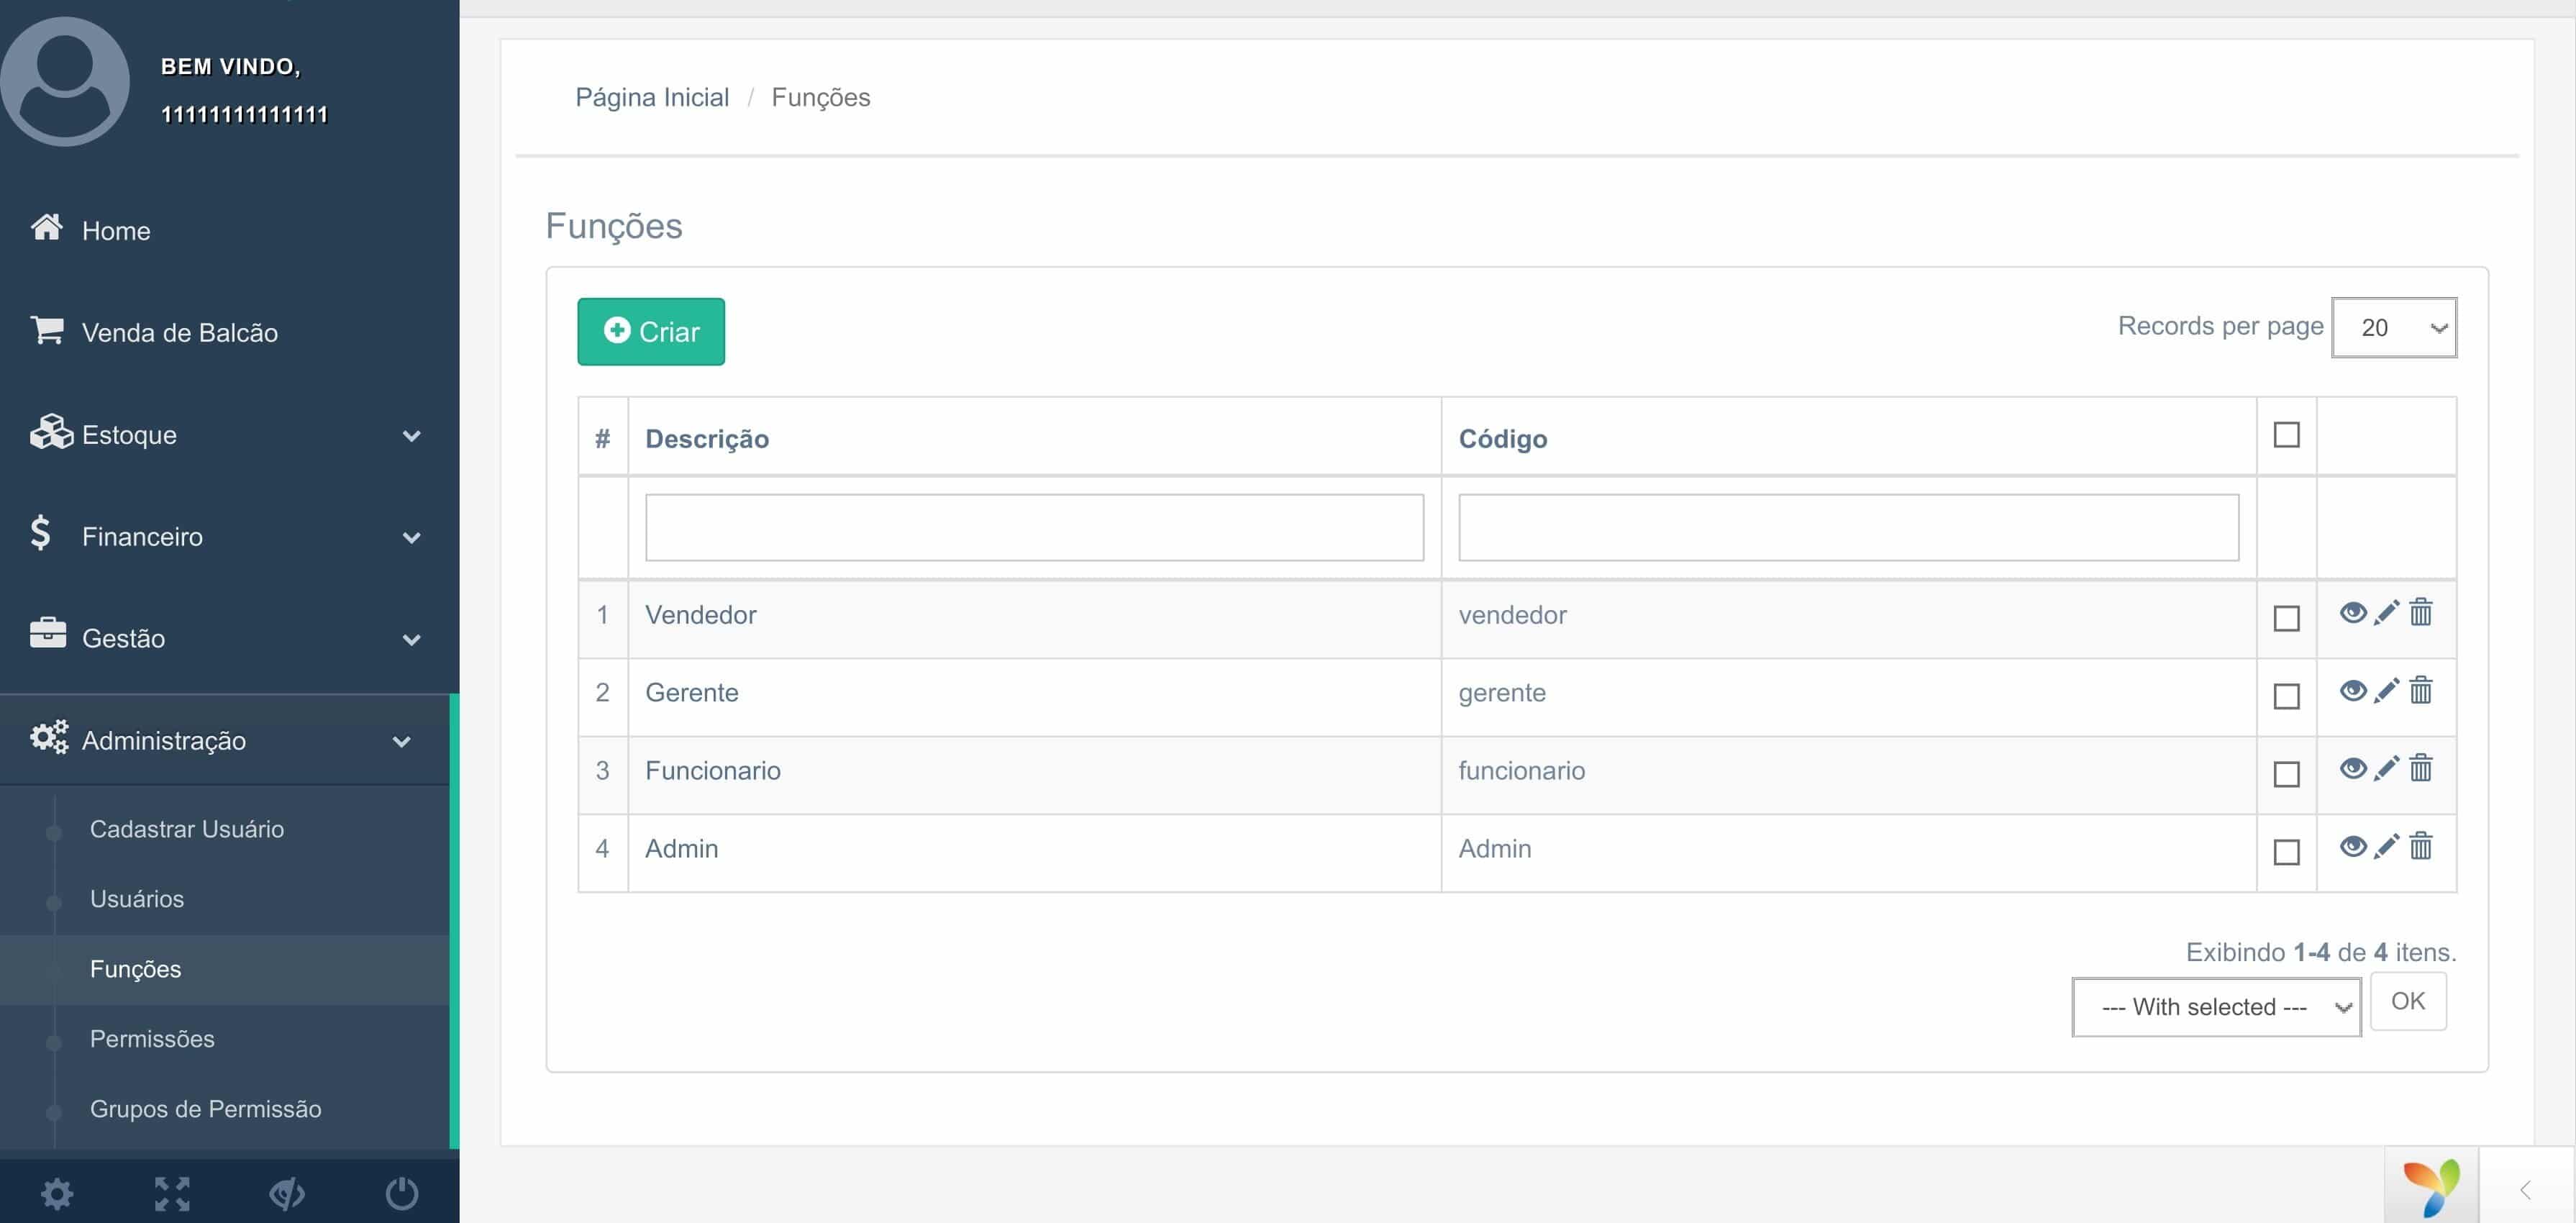 BEM VINDO,
11111111111111
Home
Venda de Balcão
Estoque
Financeiro
Gestão
Administração
Cadastrar Usuário
Usuários
Funções
Permissões
Grupos de Permissão
Página Inicial / Funções
Funções
Criar
Records per page 20
# Descrição Código
1 Vendedor vendedor
2 Gerente gerente
3 Funcionario funcionario
4 Admin Admin
Exibindo 1-4 de 4 itens.
--- With selected --- OK